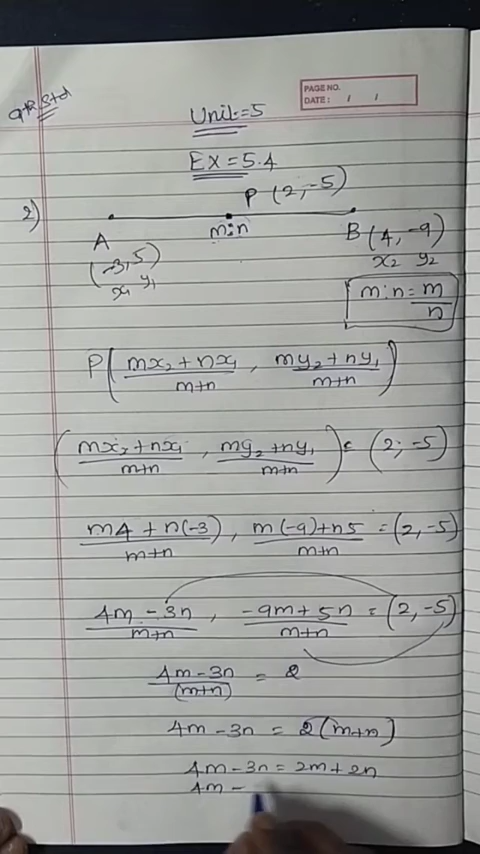 9th Std
PAGE NO.
DATE : / /
Unit=5
Ex=5.4
2)
P (2,-5)
A m:n B (4,-9)
(-3,5) x₂ y₂
x₁ y₁
m:n = m/n
P( (mx₂+nx₁)/(m+n) , (my₂+ny₁)/(m+n) )
( (mx₂+nx₁)/(m+n) , (my₂+ny₁)/(m+n) ) = (2,-5)
(m4+n(-3))/(m+n) , (m(-9)+n5)/(m+n) = (2,-5)
(4m-3n)/(m+n) , (-9m+5n)/(m+n) = (2,-5)
(4m-3n)/(m+n) = 2
4m-3n = 2(m+n)
4m-3n = 2m+2n
4m -